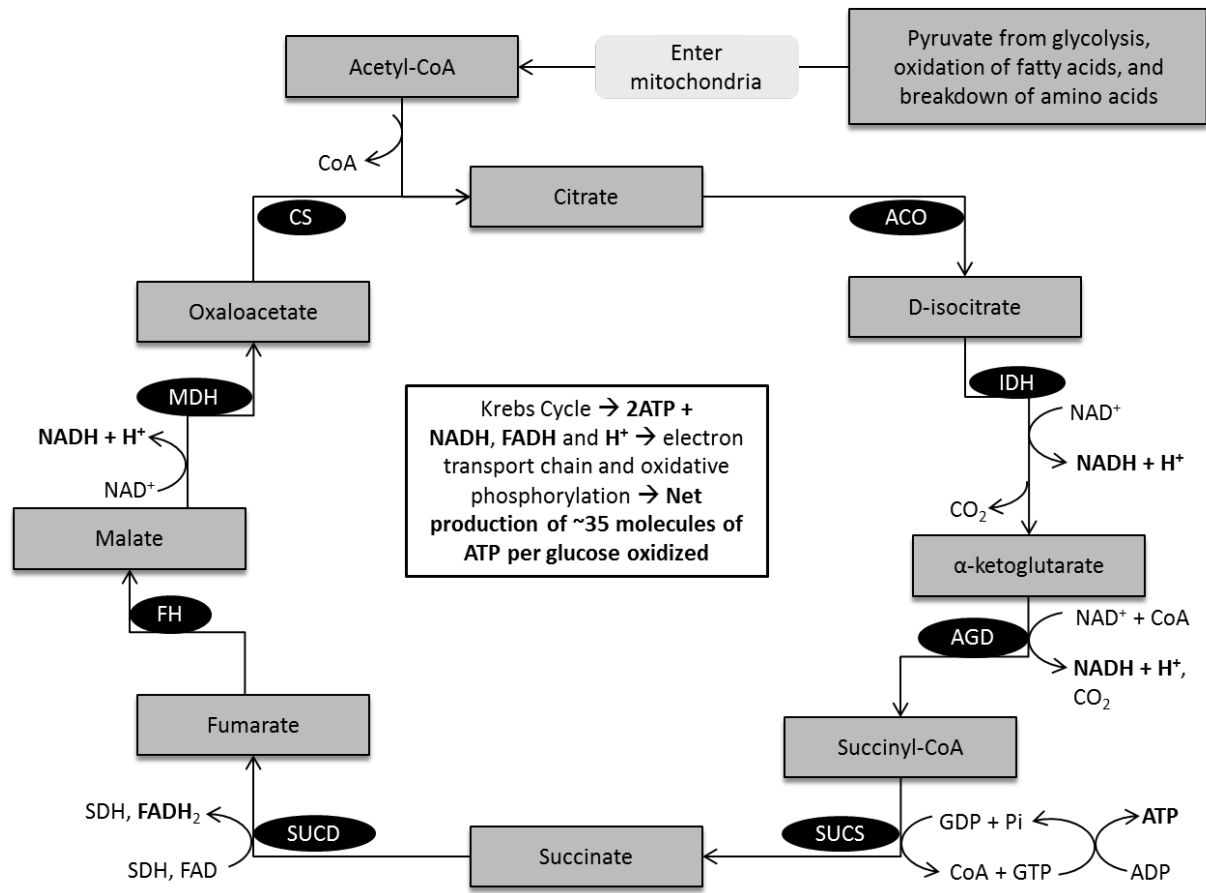 Acetyl-CoA
Enter
mitochondria
Pyruvate from glycolysis,
oxidation of fatty acids, and
breakdown of amino acids
CoA
Citrate
CS
ACO
Oxaloacetate
D-isocitrate
MDH
IDH
NADH + H⁺
NAD⁺
Krebs Cycle → 2ATP +
NADH, FADH and H⁺ → electron
transport chain and oxidative
phosphorylation → Net
production of ~35 molecules of
ATP per glucose oxidized
NAD⁺
NADH + H⁺
CO₂
Malate
α-ketoglutarate
FH
AGD
NAD⁺ + CoA
NADH + H⁺,
CO₂
Fumarate
Succinyl-CoA
SDH, FADH₂
SUCD
SDH, FAD
Succinate
SUCS
GDP + Pi
CoA + GTP
ATP
ADP